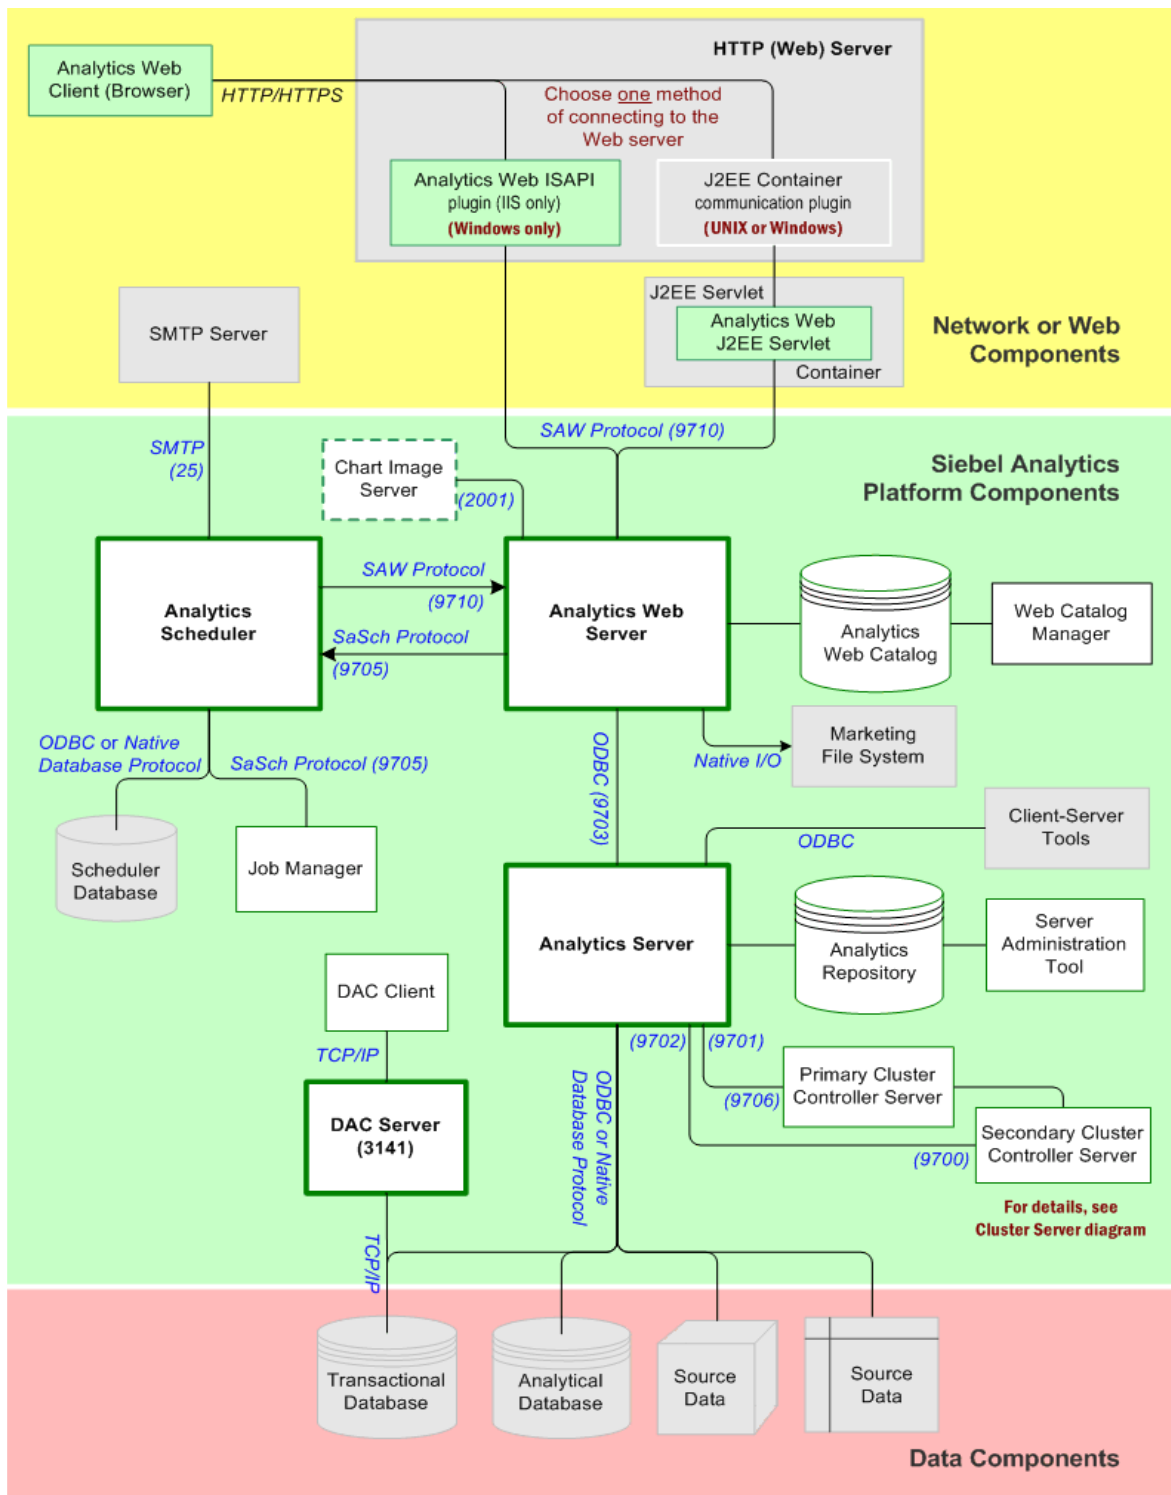 HTTP (Web) Server
Analytics Web
Client (Browser)
HTTP/HTTPS
Choose one method
of connecting to the
Web server
Analytics Web ISAPI
plugin (IIS only)
(Windows only)
J2EE Container
communication plugin
(UNIX or Windows)
J2EE Servlet
Analytics Web
J2EE Servlet
Container
SMTP Server
Network or Web
Components
SMTP
(25)
SAW Protocol (9710)
Chart Image
Server
(2001)
Siebel Analytics
Platform Components
Analytics
Scheduler
SAW Protocol
(9710)
SaSch Protocol
(9705)
Analytics Web
Server
Analytics
Web Catalog
Web Catalog
Manager
ODBC or Native
Database Protocol
SaSch Protocol (9705)
ODBC (9703)
Native I/O
Marketing
File System
Scheduler
Database
Job Manager
ODBC
Client-Server
Tools
Analytics Server
Analytics
Repository
Server
Administration
Tool
DAC Client
TCP/IP
(9702)
(9701)
ODBC or Native
Database Protocol
(9706)
Primary Cluster
Controller Server
DAC Server
(3141)
(9700)
Secondary Cluster
Controller Server
For details, see
Cluster Server diagram
TCP/IP
Transactional
Database
Analytical
Database
Source
Data
Source
Data
Data Components